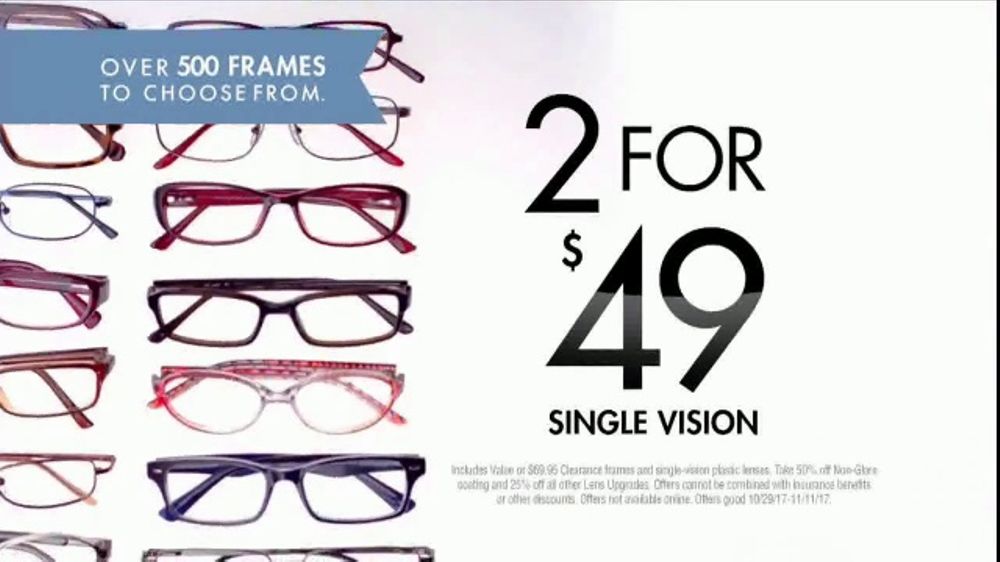 OVER 500 FRAMES
TO CHOOSE FROM.
2 FOR
$49
SINGLE VISION
Includes Value or $69.95 Clearance frames and single-vision plastic lenses. Take 50% off Non-Glare
coating and 25% off all other Lens Upgrades. Offers cannot be combined with insurance benefits
or other discounts. Offers not available online. Offers good 10/29/17-11/11/17.